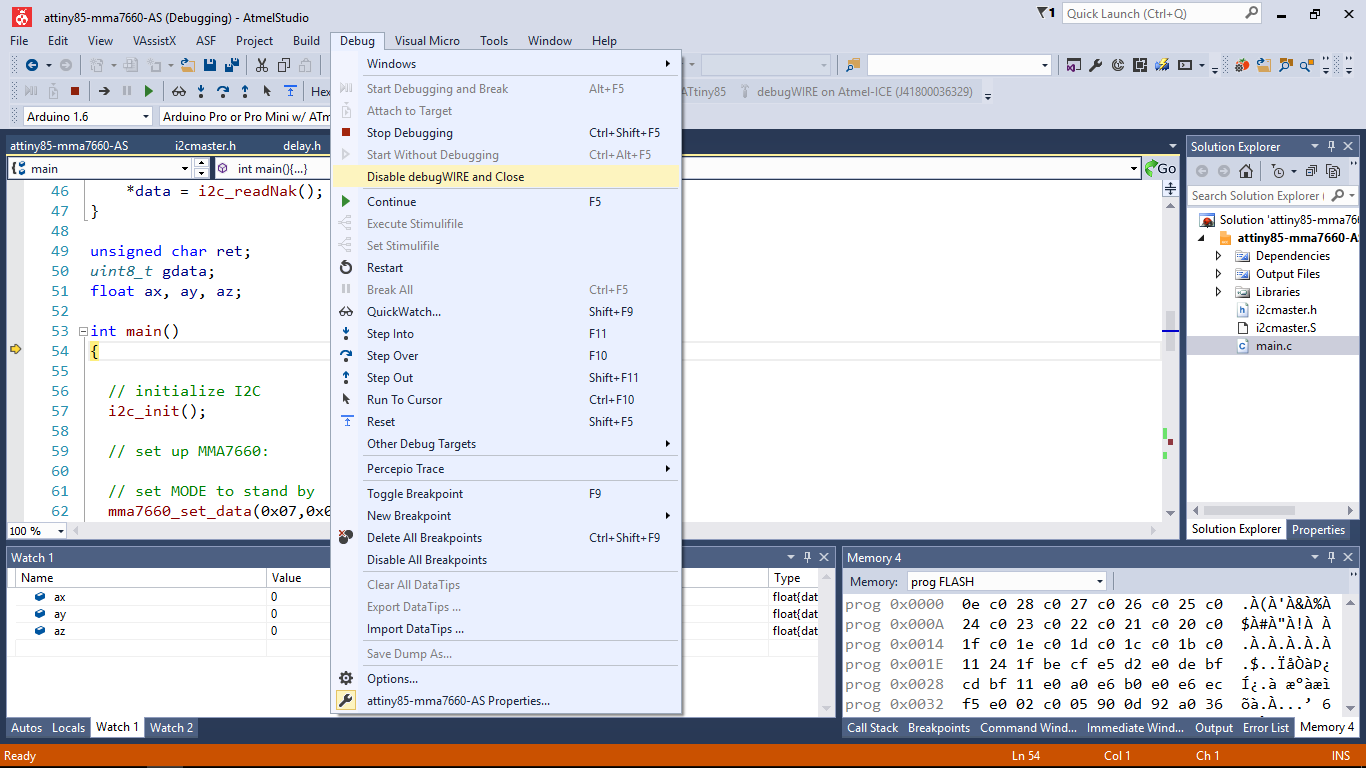 attiny85-mma7660-AS (Debugging) - AtmelStudio
1
Quick Launch (Ctrl+Q)
File Edit View VAssistX ASF Project Build Debug Visual Micro Tools Window Help
Hex
ATtiny85 debugWIRE on Atmel-ICE (J41800036329)
Arduino 1.6
Arduino Pro or Pro Mini w/ ATm
attiny85-mma7660-AS i2cmaster.h delay.h
main
int main(){...}
Go
46 *data = i2c_readNak();
47 }
48
49 unsigned char ret;
50 uint8_t gdata;
51 float ax, ay, az;
52
53 int main()
54 {
55
56 // initialize I2C
57 i2c_init();
58
59 // set up MMA7660:
60
61 // set MODE to stand by
62 mma7660_set_data(0x07,0x0
100 %
Windows
Start Debugging and Break Alt+F5
Attach to Target
Stop Debugging Ctrl+Shift+F5
Start Without Debugging Ctrl+Alt+F5
Disable debugWIRE and Close
Continue F5
Execute Stimulifile
Set Stimulifile
Restart
Break All Ctrl+F5
QuickWatch... Shift+F9
Step Into F11
Step Over F10
Step Out Shift+F11
Run To Cursor Ctrl+F10
Reset Shift+F5
Other Debug Targets
Percepio Trace
Toggle Breakpoint F9
New Breakpoint
Delete All Breakpoints Ctrl+Shift+F9
Disable All Breakpoints
Clear All DataTips
Export DataTips ...
Import DataTips ...
Save Dump As...
Options...
attiny85-mma7660-AS Properties...
Solution Explorer
Search Solution Explorer (
Solution 'attiny85-mma766
attiny85-mma7660-AS
Dependencies
Output Files
Libraries
i2cmaster.h
i2cmaster.S
main.c
Solution Explorer Properties
Watch 1
Name Value Type
ax 0 float{dat
ay 0 float{dat
az 0 float{dat
Autos Locals Watch 1 Watch 2
Memory 4
Memory: prog FLASH
prog 0x0000 0e c0 28 c0 27 c0 26 c0 25 c0 .À(À'À&À%À
prog 0x000A 24 c0 23 c0 22 c0 21 c0 20 c0 $À#À"À!À À
prog 0x0014 1f c0 1e c0 1d c0 1c c0 1b c0 .À.À.À.À.À
prog 0x001E 11 24 1f be cf e5 d2 e0 de bf .$..ÏåÒàÞ¿
prog 0x0028 cd bf 11 e0 a0 e6 b0 e0 e6 ec Í¿.à æ°àæì
prog 0x0032 f5 e0 02 c0 05 90 0d 92 a0 36 õà.À...’ 6
Call Stack Breakpoints Command Wind... Immediate Wind... Output Error List Memory 4
Ready Ln 54 Col 1 Ch 1 INS